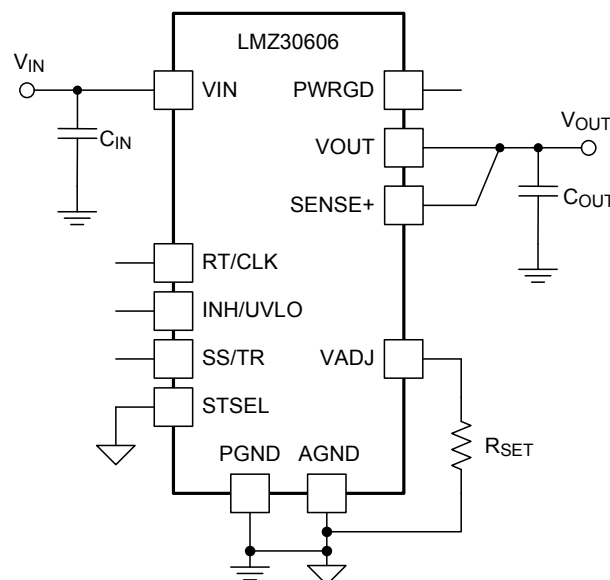 LMZ30606
VIN
VIN
PWRGD
CIN
VOUT
VOUT
SENSE+
COUT
RT/CLK
INH/UVLO
SS/TR
VADJ
STSEL
PGND
AGND
RSET